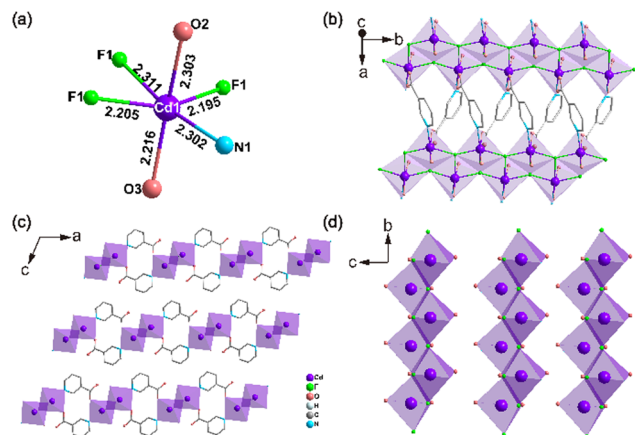 (a)
O2
F1
2.303
2.311
F1
F1
Cd1
2.195
2.205
2.302
2.216
N1
O3
(b)
c
b
a
(c)
a
c
Cd
F
O
H
C
N
(d)
b
c